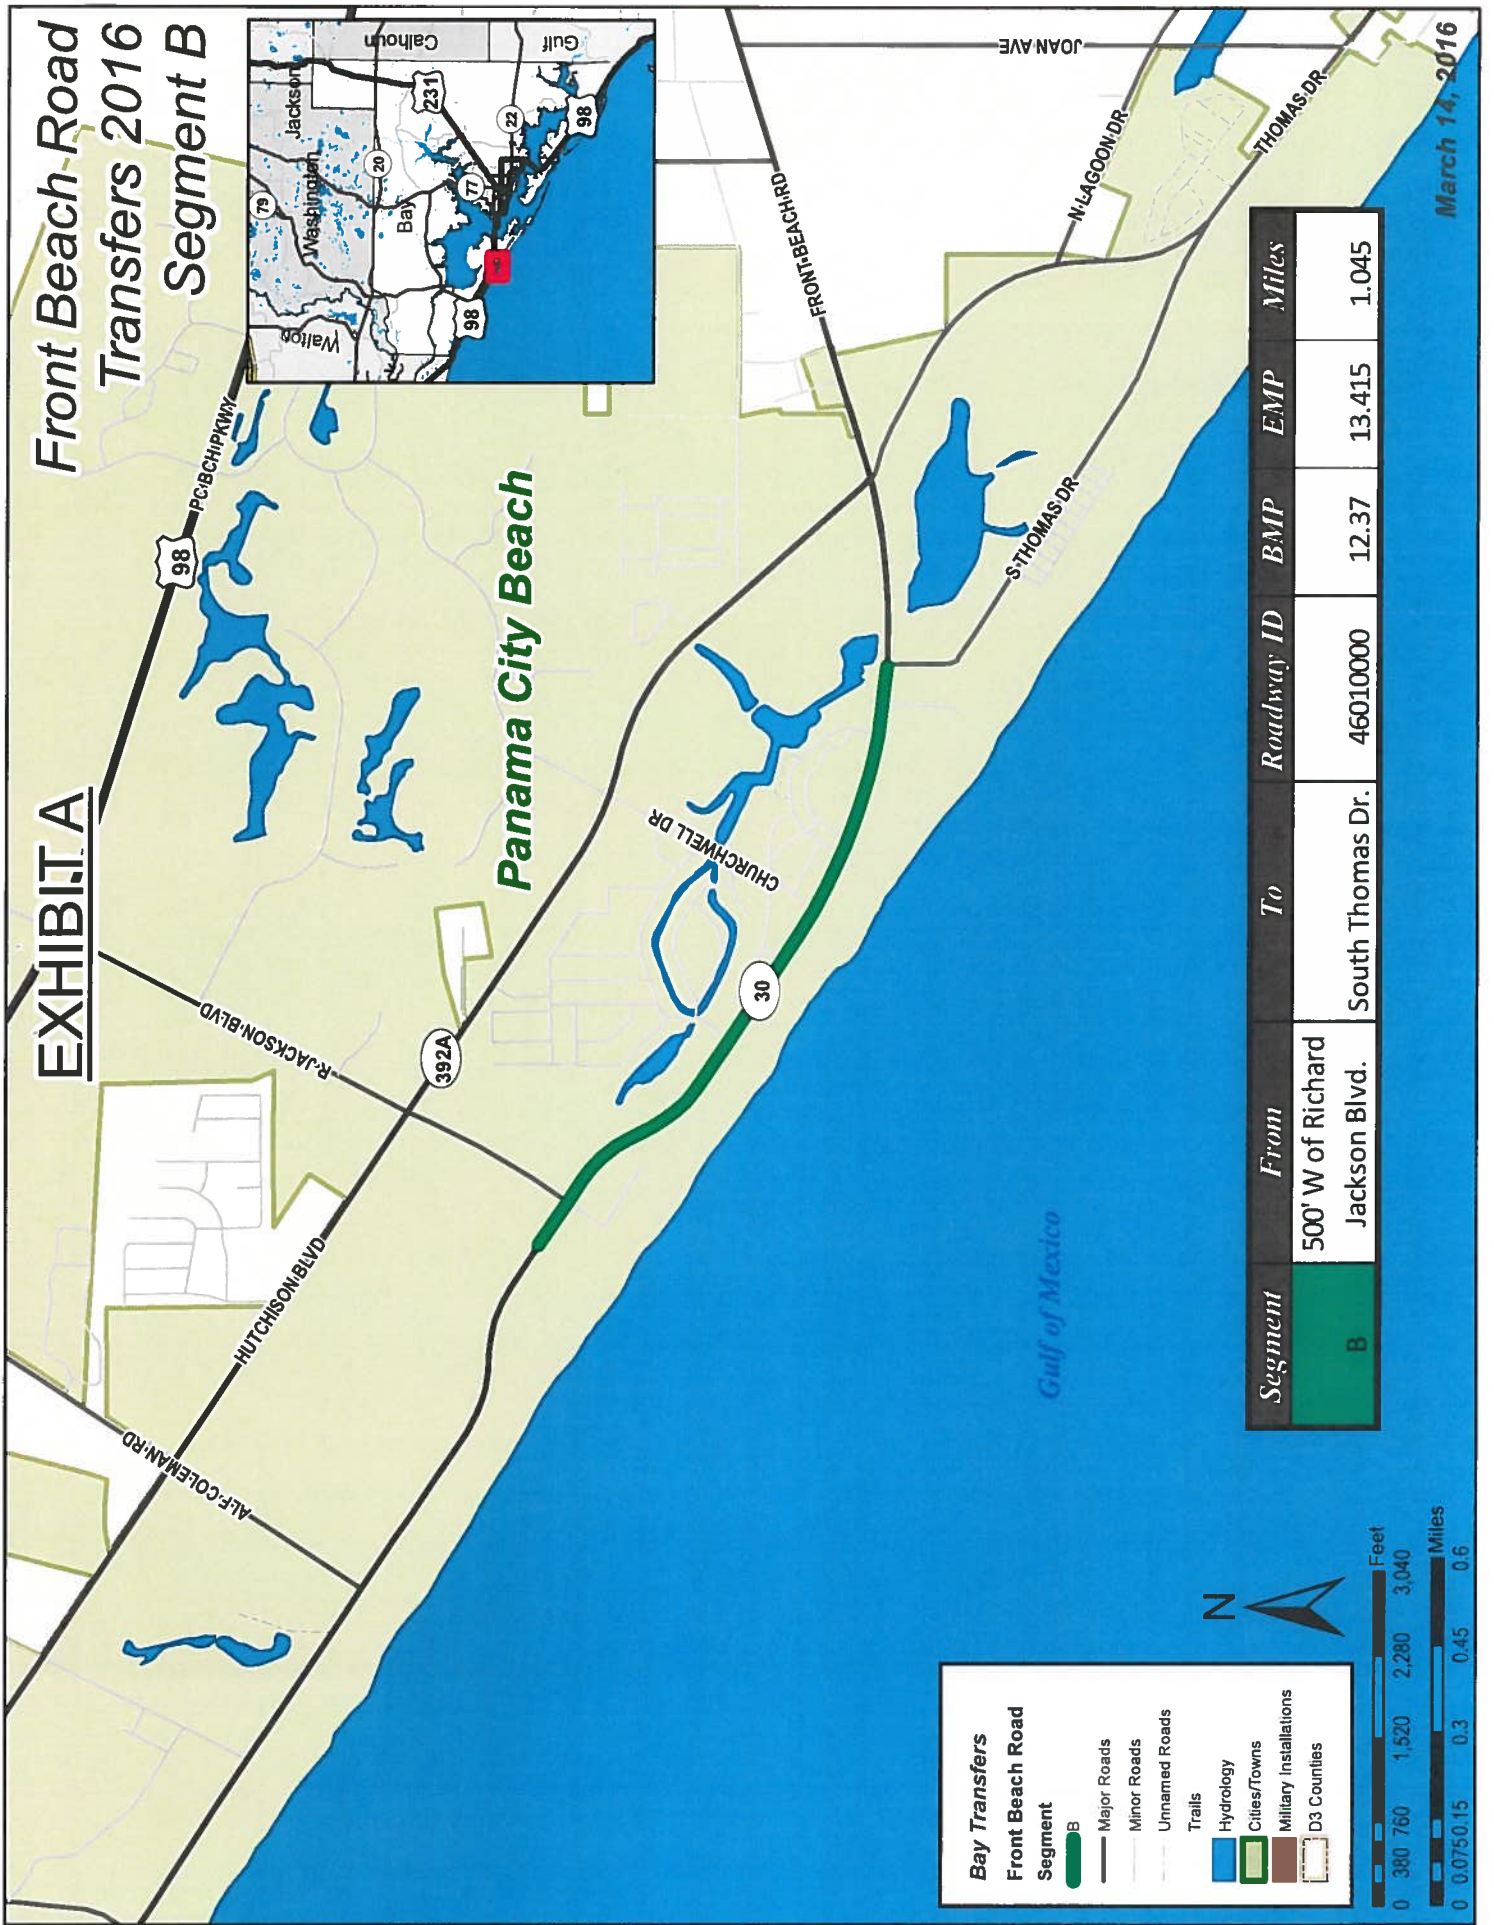 EXHIBIT A
Front Beach Road
Transfers 2016
Segment B
Jackson
Calhoun
Washington
Walton
Bay
Gulf
79
20
231
77
22
98
98
98
PC BCH PKWY
R JACKSON BLVD
392A
HUTCHISON BLVD
ALF COLEMAN RD
Panama City Beach
CHURCHWELL DR
30
FRONT BEACH RD
JOAN AVE
N LAGOON DR
THOMAS DR
S THOMAS DR
Gulf of Mexico
Segment From To Roadway ID BMP EMP Miles
B 500' W of Richard Jackson Blvd. South Thomas Dr. 46010000 12.37 13.415 1.045
March 14, 2016
N
Bay Transfers
Front Beach Road
Segment
B
Major Roads
Minor Roads
Unnamed Roads
Trails
Hydrology
Cities/Towns
Military Installations
D3 Counties
0 380 760 1,520 2,280 3,040 Feet
0 0.075 0.15 0.3 0.45 0.6 Miles